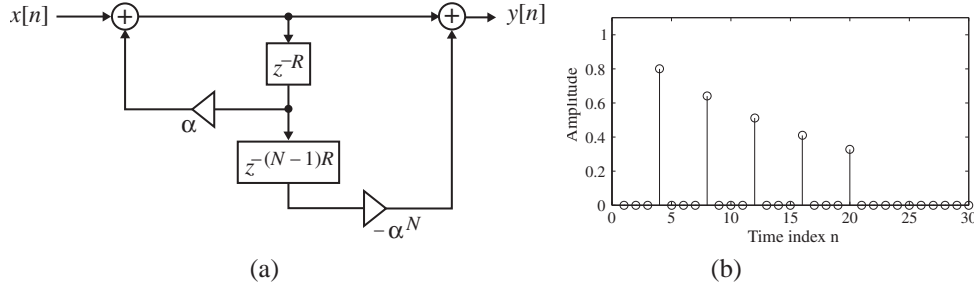 x[n]
+
+
y[n]
z^{-R}
α
z^{-(N-1)R}
-α^N
(a)
1
0.8
0.6
0.4
0.2
0
Amplitude
0 5 10 15 20 25 30
Time index n
(b)